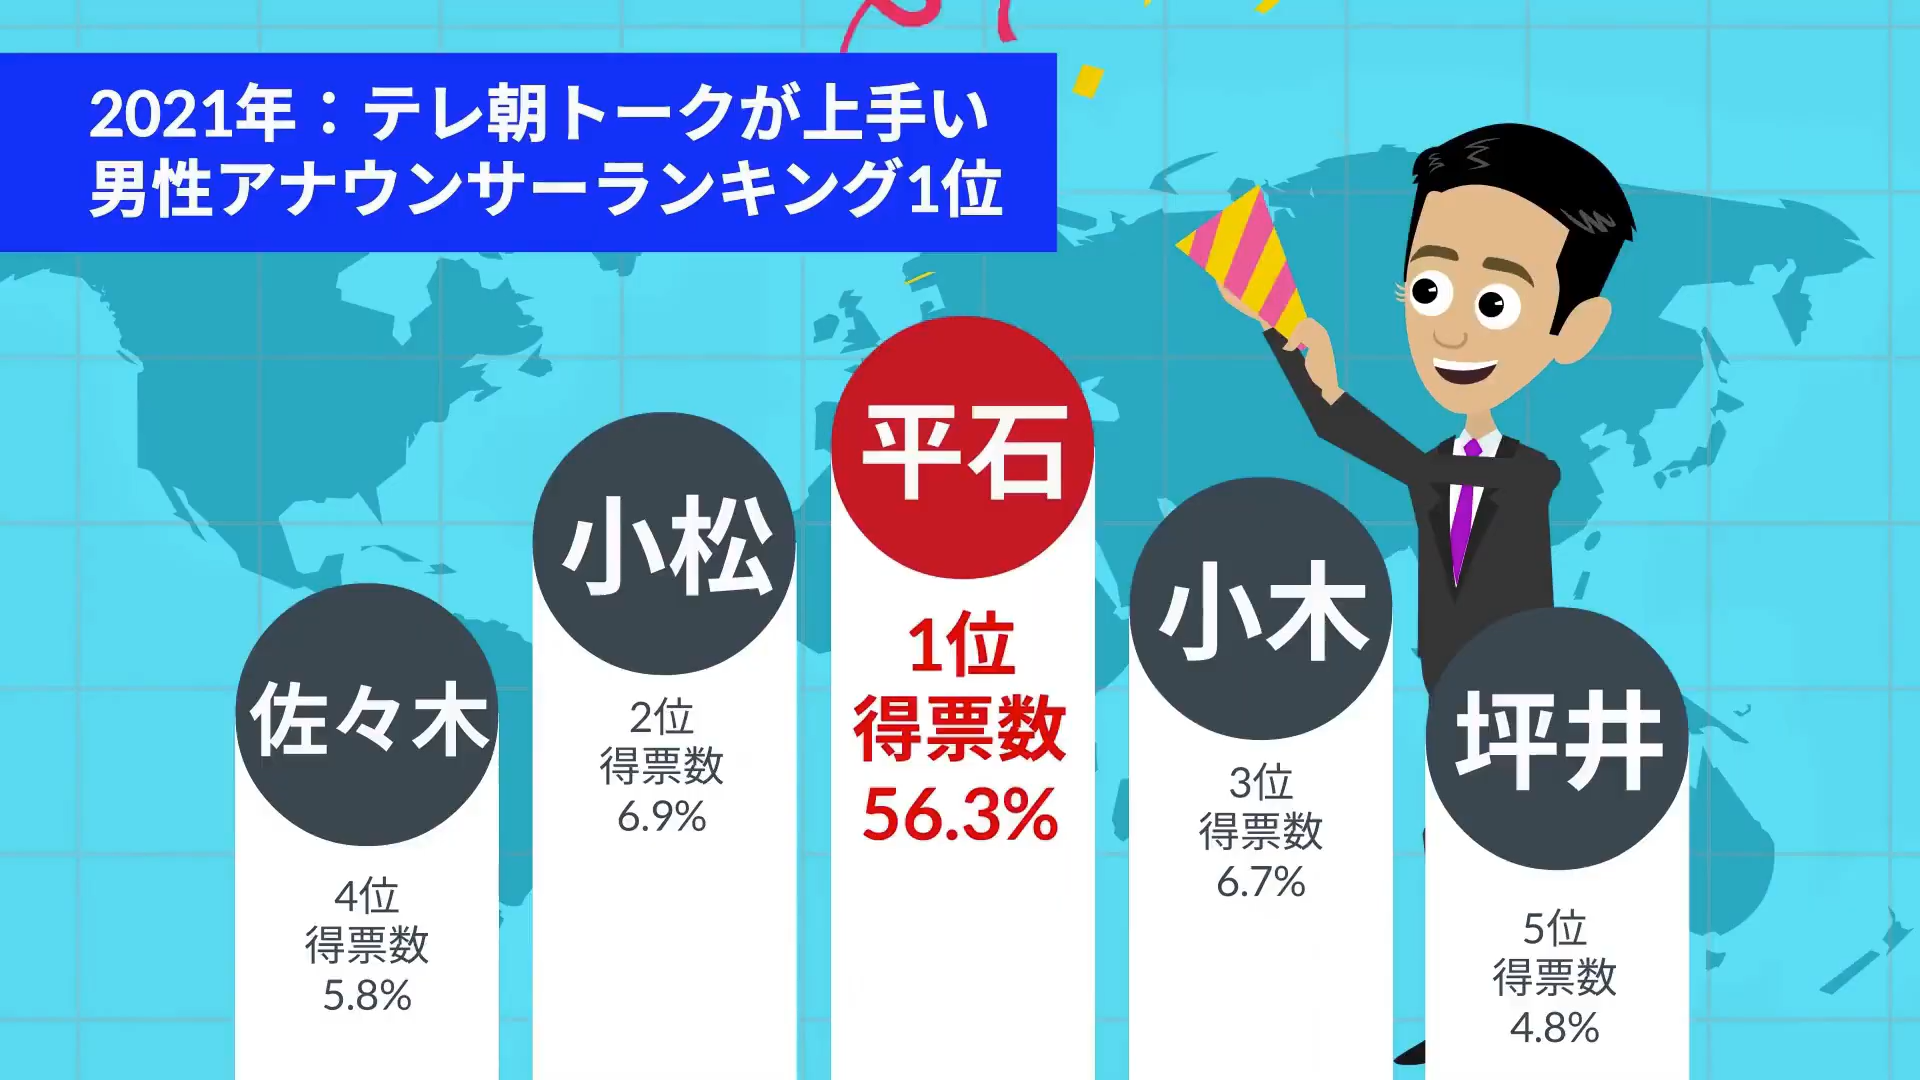 2021年：テレ朝トークが上手い
男性アナウンサーランキング1位
佐々木
4位
得票数
5.8%
小松
2位
得票数
6.9%
平石
1位
得票数
56.3%
小木
3位
得票数
6.7%
坪井
5位
得票数
4.8%